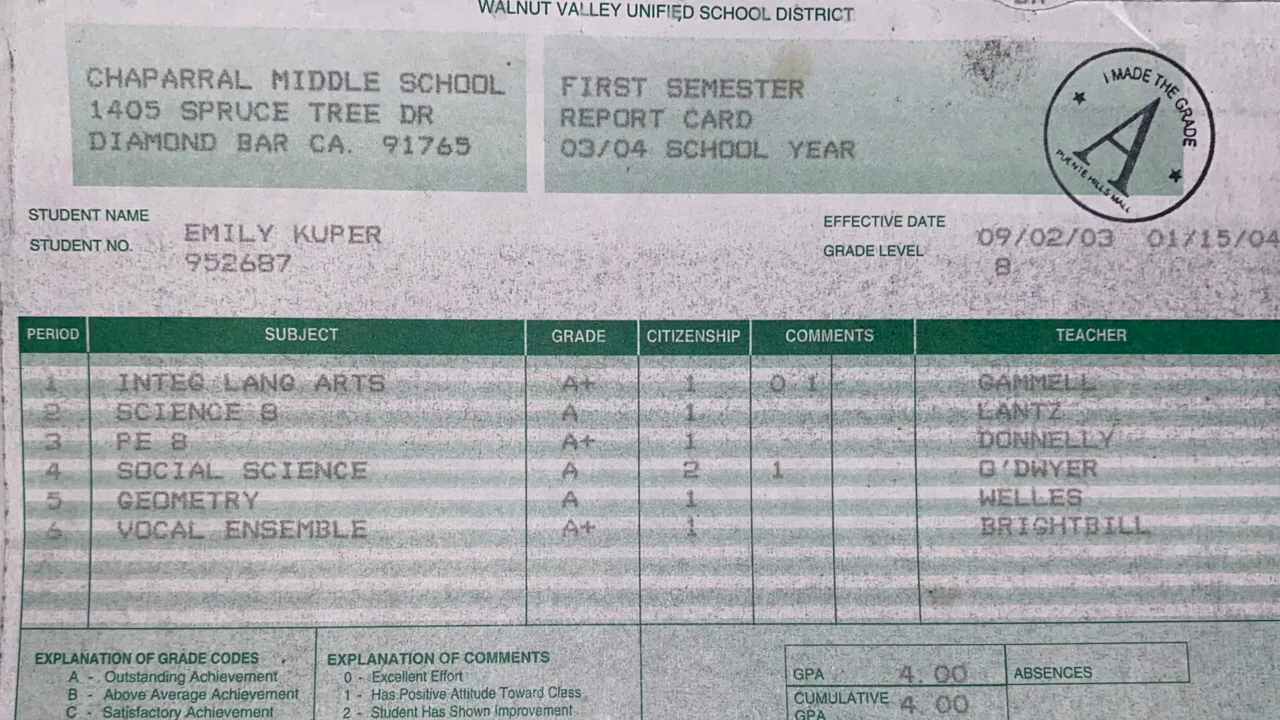 WALNUT VALLEY UNIFIED SCHOOL DISTRICT
CHAPARRAL MIDDLE SCHOOL
1405 SPRUCE TREE DR
DIAMOND BAR CA. 91765
FIRST SEMESTER
REPORT CARD
03/04 SCHOOL YEAR
I MADE THE GRADE
A
PUENTE HILLS MALL
STUDENT NAME EMILY KUPER
STUDENT NO. 952687
EFFECTIVE DATE 09/02/03 01/15/04
GRADE LEVEL 8
PERIOD SUBJECT GRADE CITIZENSHIP COMMENTS TEACHER
1 INTEG LANG ARTS A+ 1 0 1 GAMMELL
2 SCIENCE 8 A 1 LANTZ
3 PE 8 A+ 1 DONNELLY
4 SOCIAL SCIENCE A 2 1 O'DWYER
5 GEOMETRY A 1 WELLES
6 VOCAL ENSEMBLE A+ 1 BRIGHTBILL
EXPLANATION OF GRADE CODES
A - Outstanding Achievement
B - Above Average Achievement
C - Satisfactory Achievement
EXPLANATION OF COMMENTS
0 - Excellent Effort
1 - Has Positive Attitude Toward Class
2 - Student Has Shown Improvement
GPA 4.00 ABSENCES
CUMULATIVE GPA 4.00